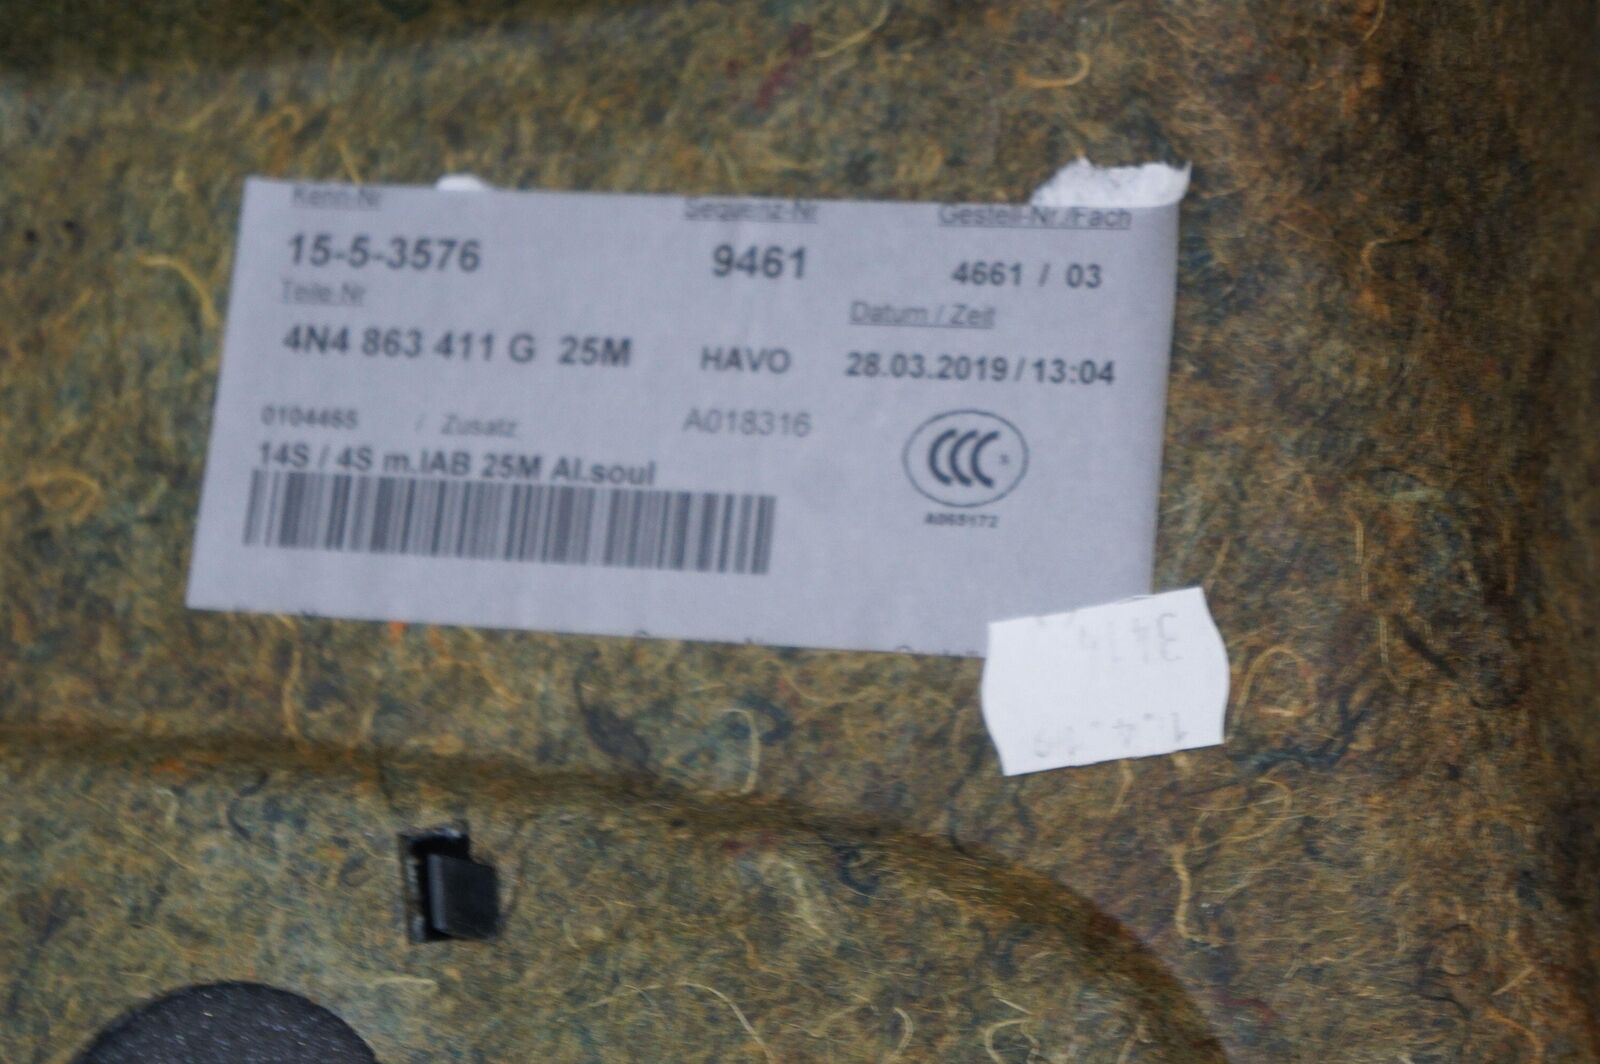 Kenn-Nr Sequenz-Nr Gestell-Nr./Fach
15-5-3576 9461 4661 / 03
Teile-Nr Datum / Zeit
4N4 863 411 G 25M HAVO 28.03.2019 / 13:04
0104465 / Zusatz A018316
14S / 4S m.IAB 25M Al.soul
CCC S
A065172